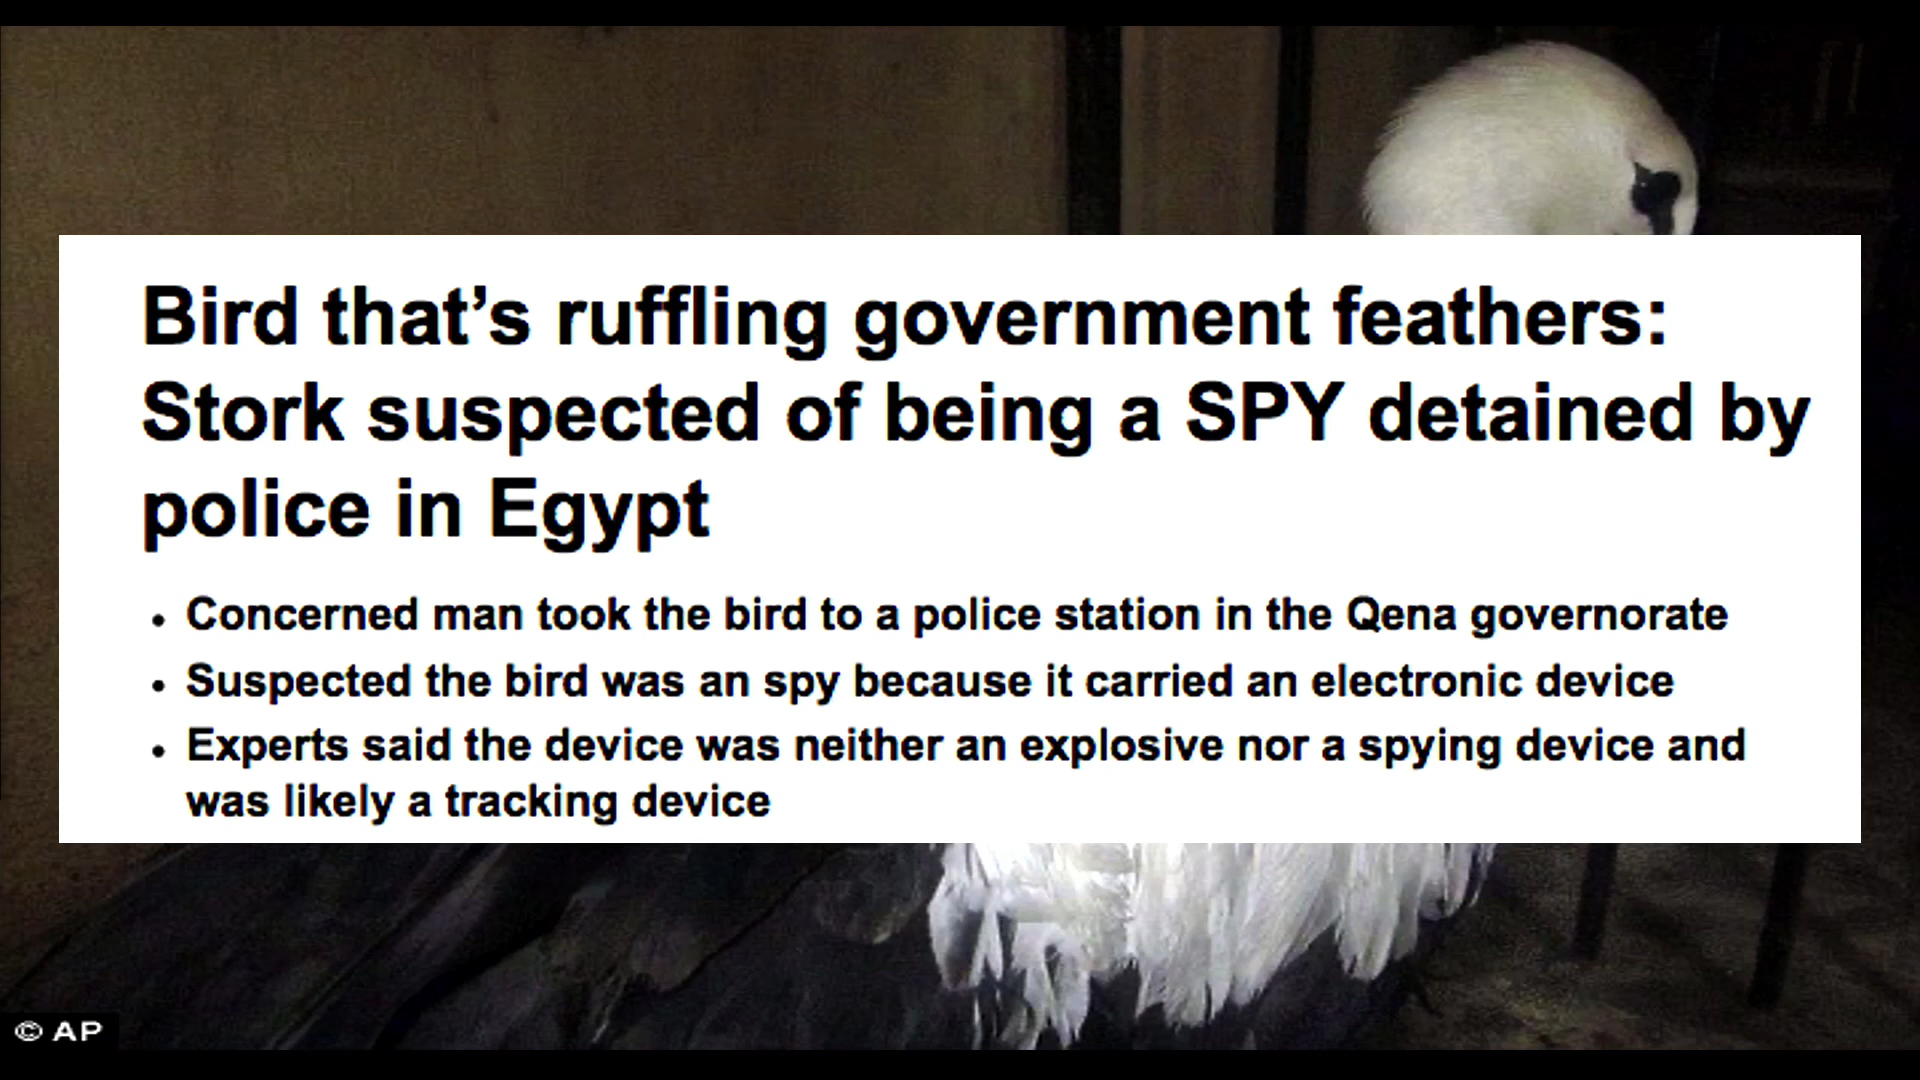 Bird that’s ruffling government feathers:
Stork suspected of being a SPY detained by
police in Egypt
• Concerned man took the bird to a police station in the Qena governorate
• Suspected the bird was an spy because it carried an electronic device
• Experts said the device was neither an explosive nor a spying device and
was likely a tracking device
© AP